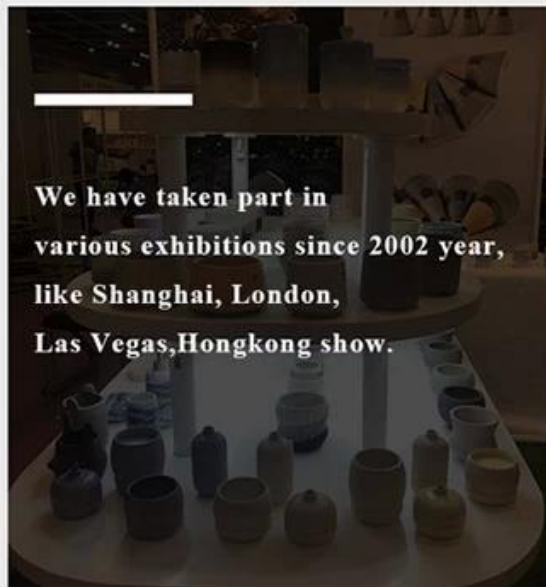 We have taken part in
various exhibitions since 2002 year,
like Shanghai, London,
Las Vegas,Hongkong show.